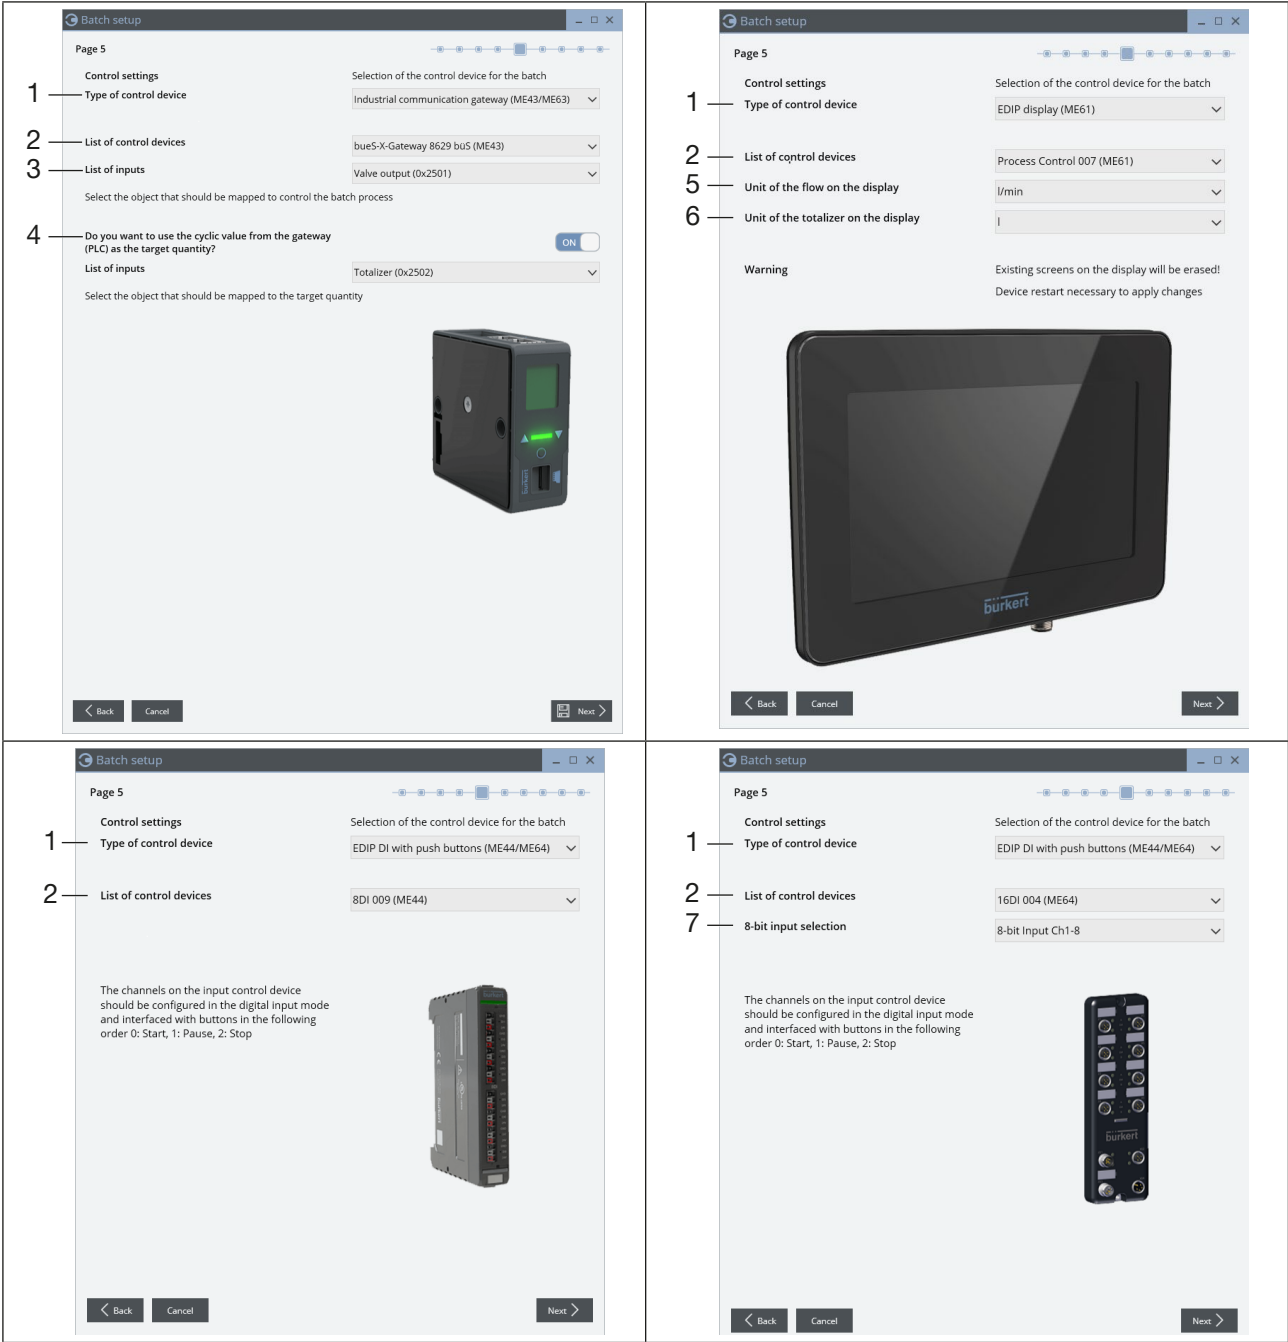 Batch setup
Page 5
Control settings
Selection of the control device for the batch
1
Type of control device
Industrial communication gateway (ME43/ME63)
2
List of control devices
bueS-X-Gateway 8629 büS (ME43)
3
List of inputs
Valve output (0x2501)
Select the object that should be mapped to control the batch process
4
Do you want to use the cyclic value from the gateway
(PLC) as the target quantity?
ON
List of inputs
Totalizer (0x2502)
Select the object that should be mapped to the target quantity
burkert
Back
Cancel
Next
Batch setup
Page 5
Control settings
Selection of the control device for the batch
1
Type of control device
EDIP display (ME61)
2
List of control devices
Process Control 007 (ME61)
5
Unit of the flow on the display
l/min
6
Unit of the totalizer on the display
l
Warning
Existing screens on the display will be erased!
Device restart necessary to apply changes
bürkert
Back
Cancel
Next
Batch setup
Page 5
Control settings
Selection of the control device for the batch
1
Type of control device
EDIP DI with push buttons (ME44/ME64)
2
List of control devices
8DI 009 (ME44)
The channels on the input control device
should be configured in the digital input mode
and interfaced with buttons in the following
order 0: Start, 1: Pause, 2: Stop
Back
Cancel
Next
Batch setup
Page 5
Control settings
Selection of the control device for the batch
1
Type of control device
EDIP DI with push buttons (ME44/ME64)
2
List of control devices
16DI 004 (ME64)
7
8-bit input selection
8-bit Input Ch1-8
The channels on the input control device
should be configured in the digital input mode
and interfaced with buttons in the following
order 0: Start, 1: Pause, 2: Stop
bürkert
Back
Cancel
Next